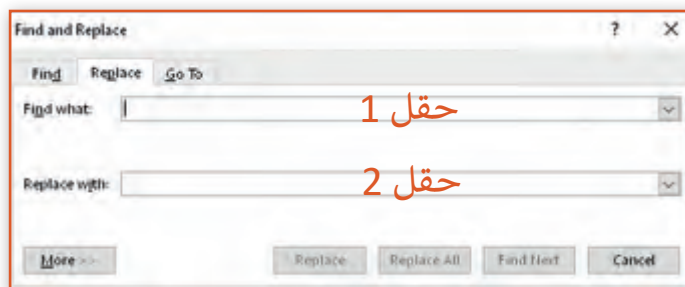 Find and Replace ? ×
Find Replace Go To
Find what: حقل 1
Replace with: حقل 2
More >> Replace Replace All Find Next Cancel